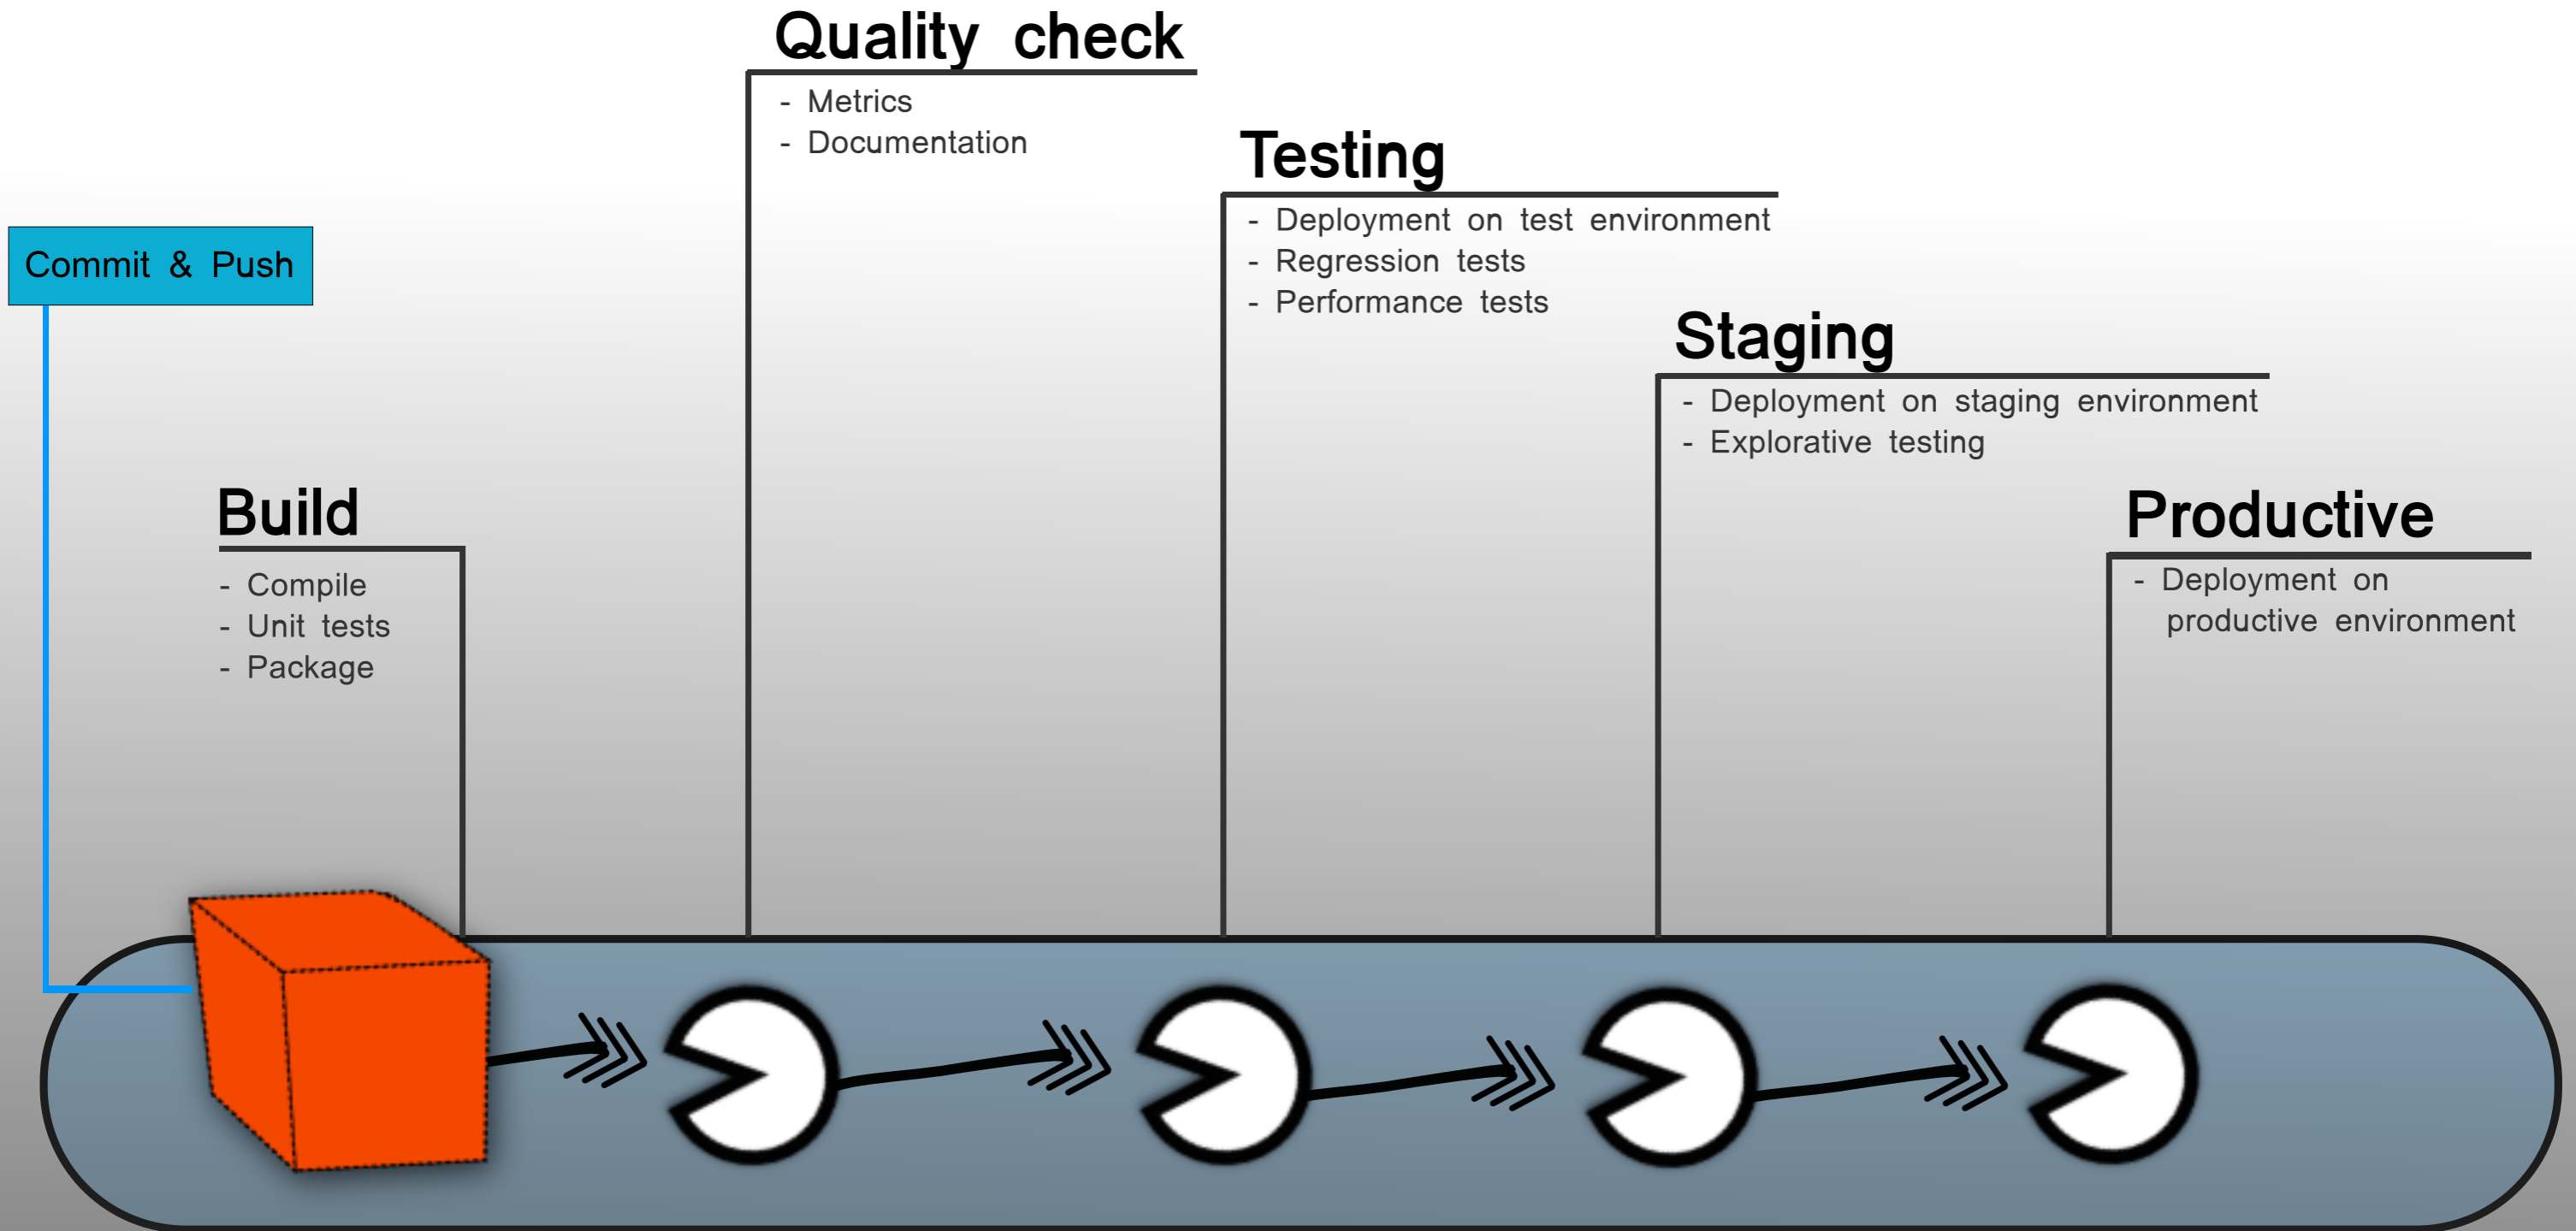 Commit & Push
Build
- Compile
- Unit tests
- Package
Quality check
- Metrics
- Documentation
Testing
- Deployment on test environment
- Regression tests
- Performance tests
Staging
- Deployment on staging environment
- Explorative testing
Productive
- Deployment on
productive environment